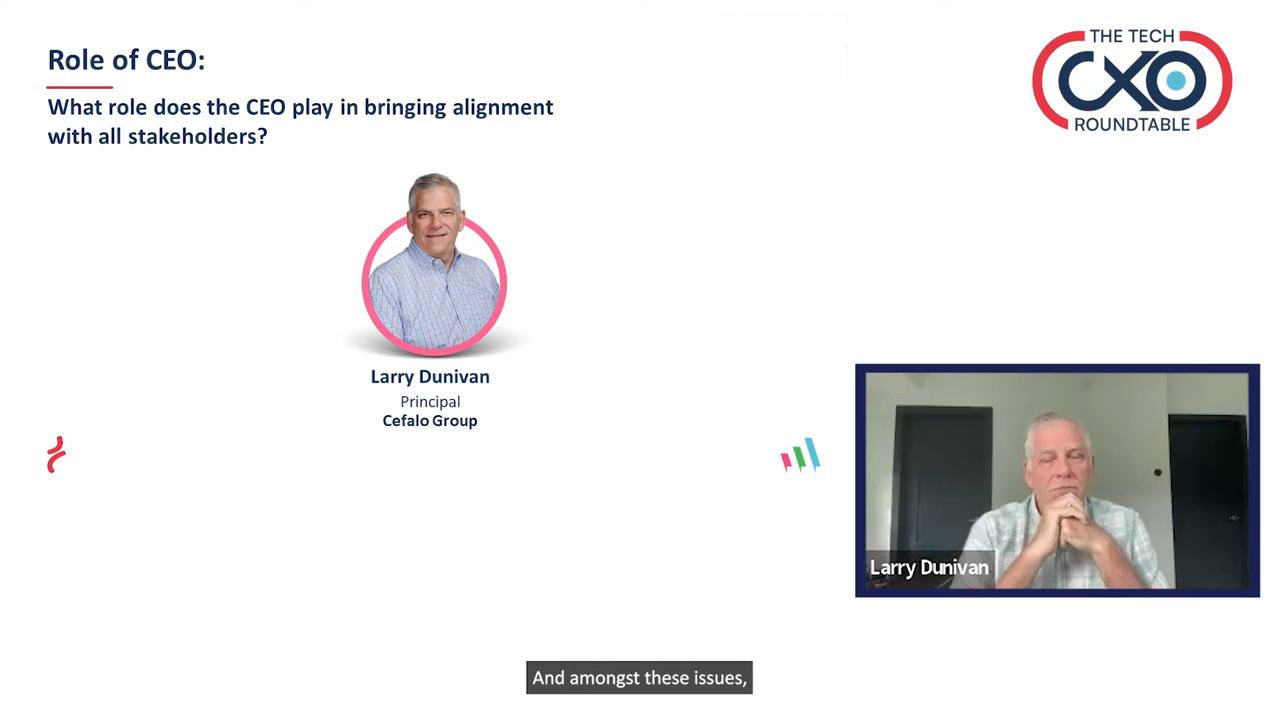 Role of CEO:
What role does the CEO play in bringing alignment
with all stakeholders?
THE TECH
CXO
ROUNDTABLE
Larry Dunivan
Principal
Cefalo Group
Larry Dunivan
And amongst these issues,